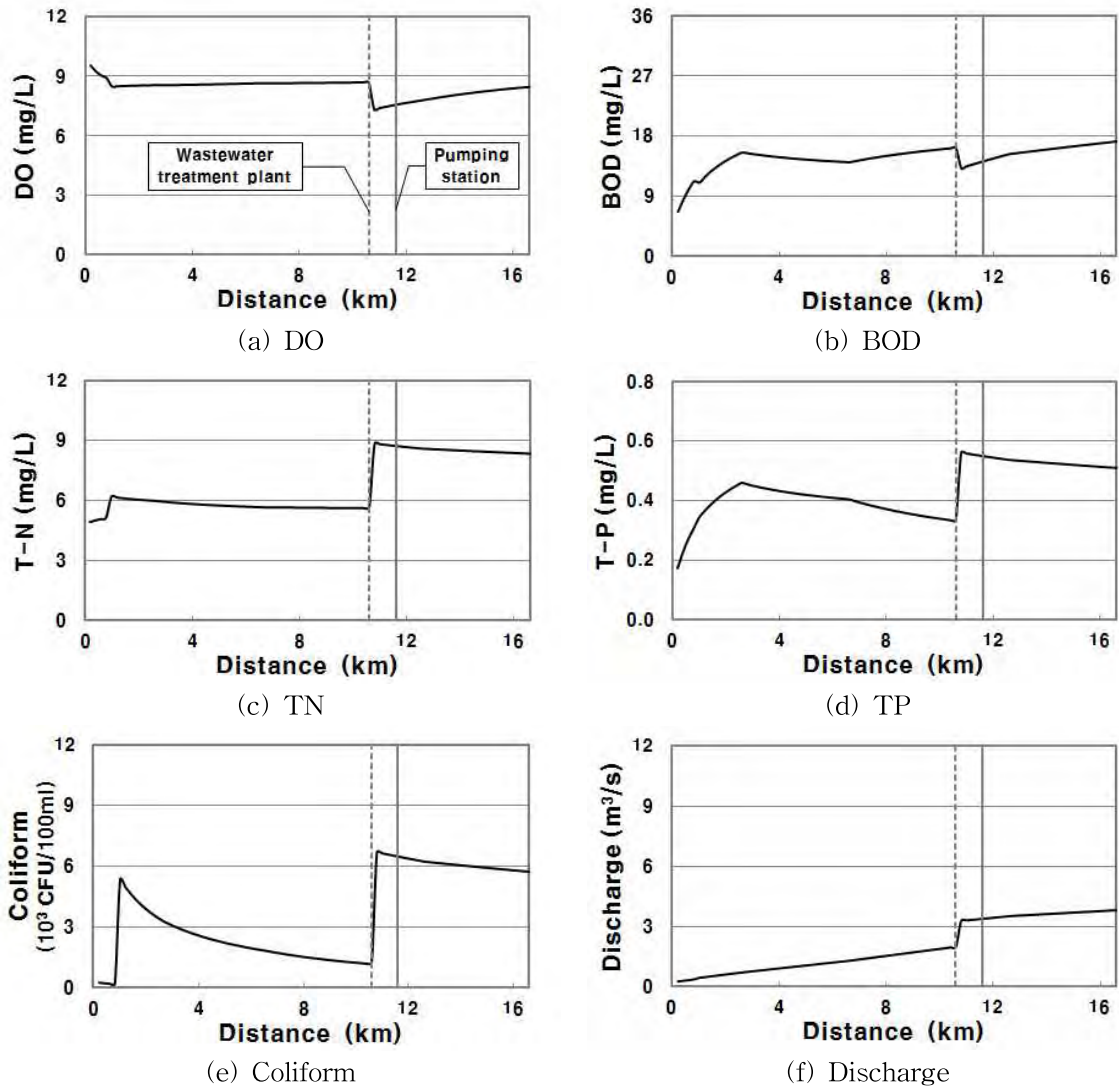 12
9
6
3
0
DO (mg/L)
Wastewater
treatment plant
Pumping
station
0 4 8 12 16
Distance (km)
(a) DO
36
27
18
9
0
BOD (mg/L)
0 4 8 12 16
Distance (km)
(b) BOD
12
9
6
3
0
T-N (mg/L)
0 4 8 12 16
Distance (km)
(c) TN
0.8
0.6
0.4
0.2
0.0
T-P (mg/L)
0 4 8 12 16
Distance (km)
(d) TP
12
9
6
3
0
Coliform
(10³ CFU/100ml)
0 4 8 12 16
Distance (km)
(e) Coliform
12
9
6
3
0
Discharge (m³/s)
0 4 8 12 16
Distance (km)
(f) Discharge